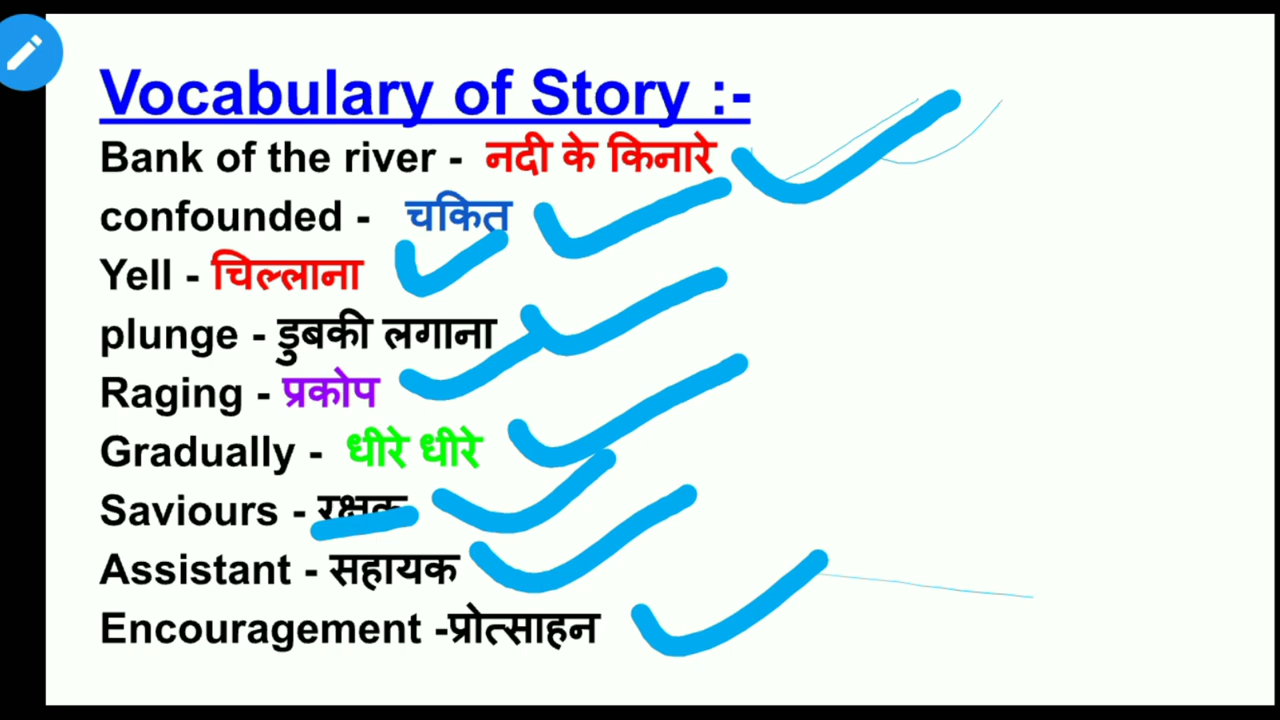 Vocabulary of Story :-
Bank of the river - नदी के किनारे
confounded - चकित
Yell - चिल्लाना
plunge - डुबकी लगाना
Raging - प्रकोप
Gradually - धीरे धीरे
Saviours - रक्षक
Assistant - सहायक
Encouragement -प्रोत्साहन